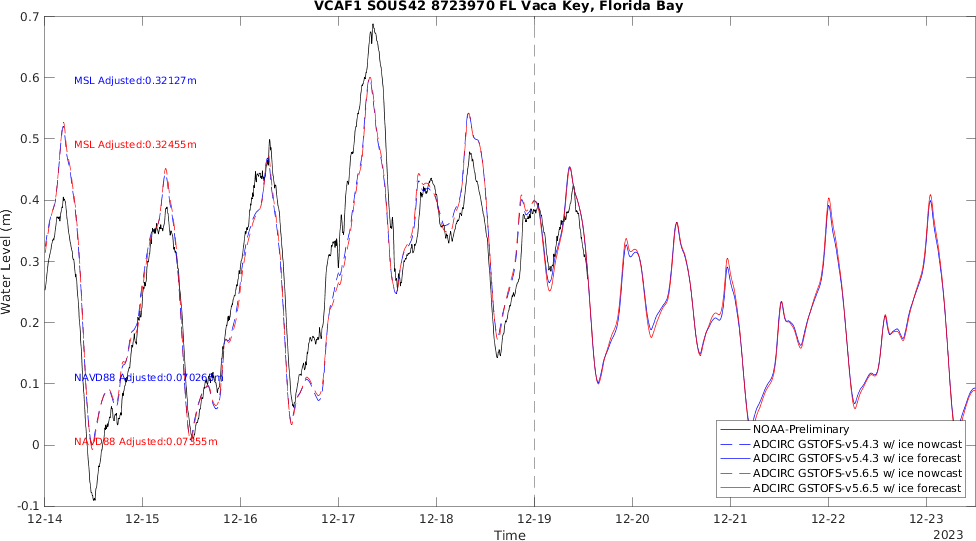 VCAF1 SOUS42 8723970 FL Vaca Key, Florida Bay
Water Level (m)
0.7
0.6
0.5
0.4
0.3
0.2
0.1
0
-0.1
MSL Adjusted:0.32127m
MSL Adjusted:0.32455m
NAVD88 Adjusted:0.070268m
NAVD88 Adjusted:0.07355m
NOAA-Preliminary
ADCIRC GSTOFS-v5.4.3 w/ ice nowcast
ADCIRC GSTOFS-v5.4.3 w/ ice forecast
ADCIRC GSTOFS-v5.6.5 w/ ice nowcast
ADCIRC GSTOFS-v5.6.5 w/ ice forecast
12-14 12-15 12-16 12-17 12-18 12-19 12-20 12-21 12-22 12-23
Time
2023